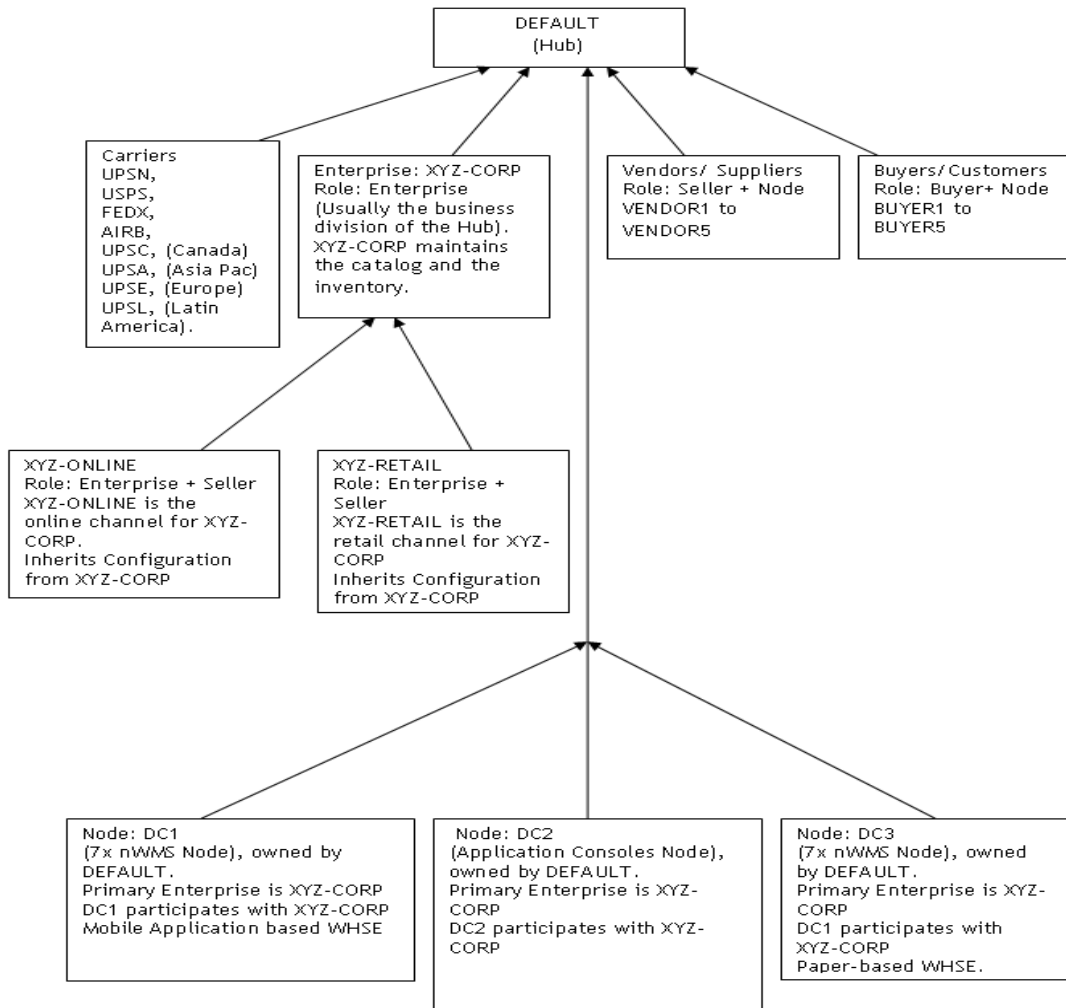 DEFAULT
(Hub)
Carriers
UPSN,
USPS,
FEDX,
AIRB,
UPSC, (Canada)
UPSA, (Asia Pac)
UPSE, (Europe)
UPSL, (Latin
America).
Enterprise: XYZ-CORP
Role: Enterprise
(Usually the business
division of the Hub).
XYZ-CORP maintains
the catalog and the
inventory.
Vendors/ Suppliers
Role: Seller + Node
VENDOR1 to
VENDOR5
Buyers/Customers
Role: Buyer+ Node
BUYER1 to
BUYER5
XYZ-ONLINE
Role: Enterprise + Seller
XYZ-ONLINE is the
online channel for XYZ-
CORP.
Inherits Configuration
from XYZ-CORP
XYZ-RETAIL
Role: Enterprise +
Seller
XYZ-RETAIL is the
retail channel for XYZ-
CORP
Inherits Configuration
from XYZ-CORP
Node: DC1
(7x nWMS Node), owned by
DEFAULT.
Primary Enterprise is XYZ-CORP
DC1 participates with XYZ-CORP
Mobile Application based WHSE
Node: DC2
(Application Consoles Node),
owned by DEFAULT.
Primary Enterprise is XYZ-
CORP
DC2 participates with XYZ-
CORP
Node: DC3
(7x nWMS Node), owned
by DEFAULT.
Primary Enterprise is XYZ-
CORP
DC1 participates with
XYZ-CORP
Paper-based WHSE.